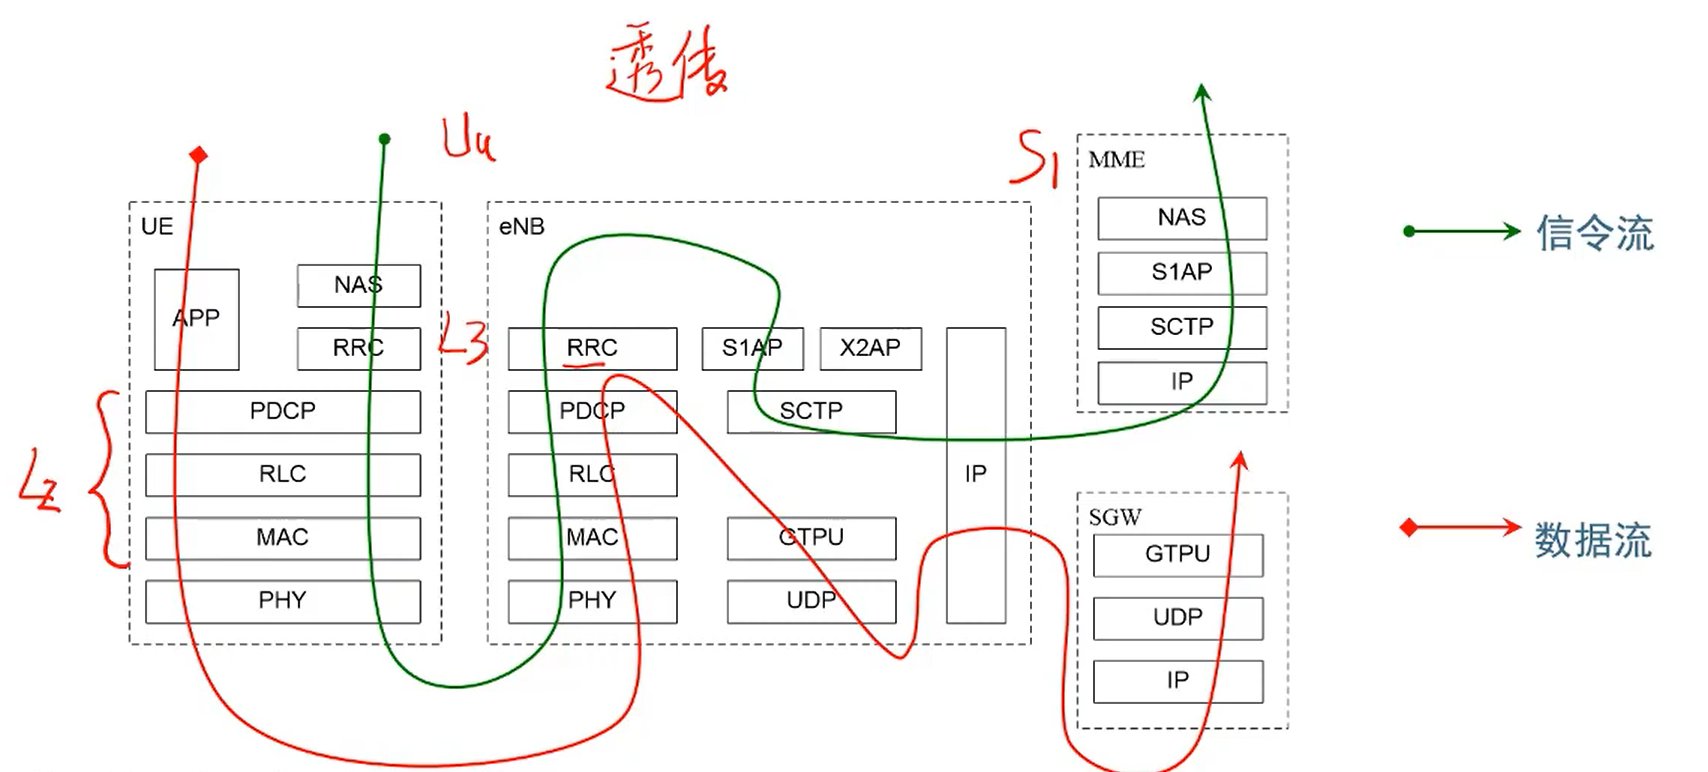 透传
Uu
S1
MME
UE
eNB
NAS
信令流
APP
NAS
S1AP
RRC
L3
RRC
S1AP
X2AP
SCTP
IP
PDCP
PDCP
SCTP
L2
RLC
RLC
IP
SGW
MAC
MAC
GTPU
GTPU
数据流
PHY
PHY
UDP
UDP
IP